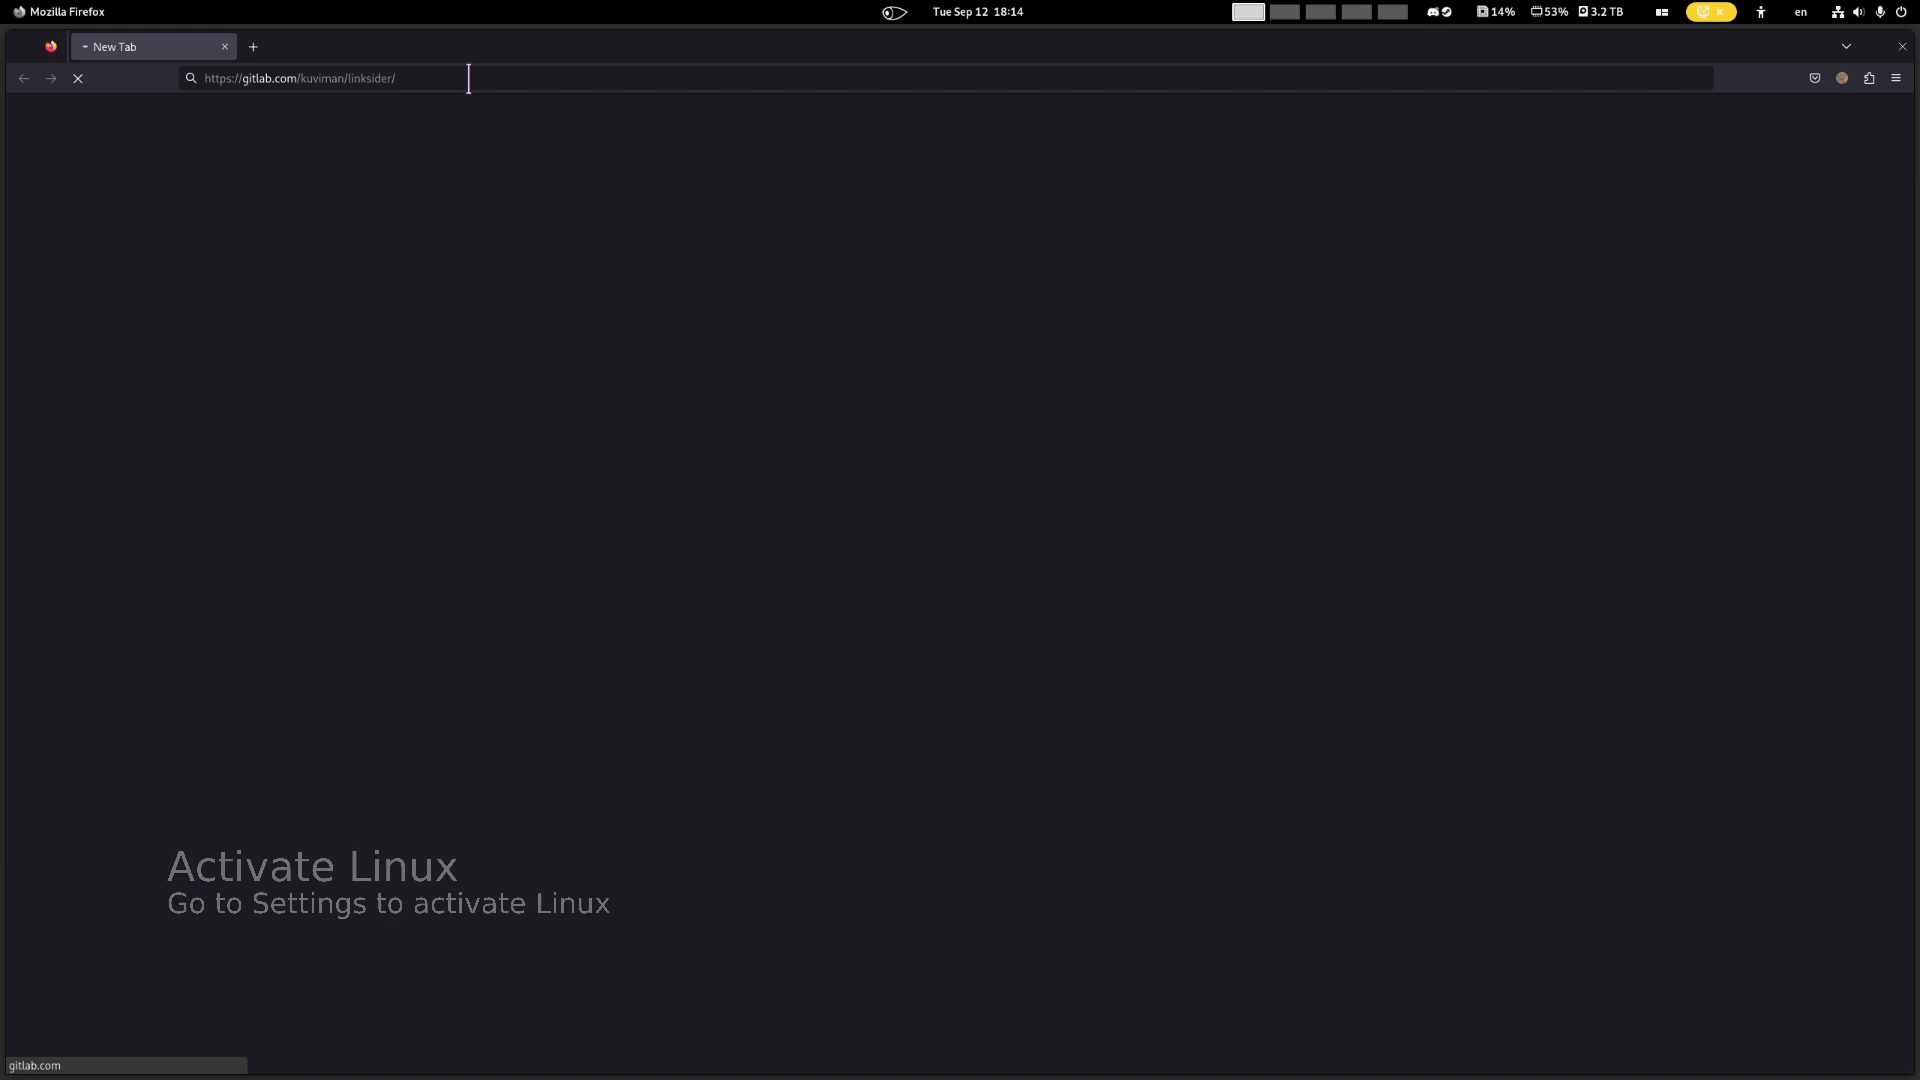 Mozilla Firefox
Tue Sep 12 18:14
14%
53%
3.2 TB
en
New Tab
https://gitlab.com/kuviman/linksider/
Activate Linux
Go to Settings to activate Linux
gitlab.com